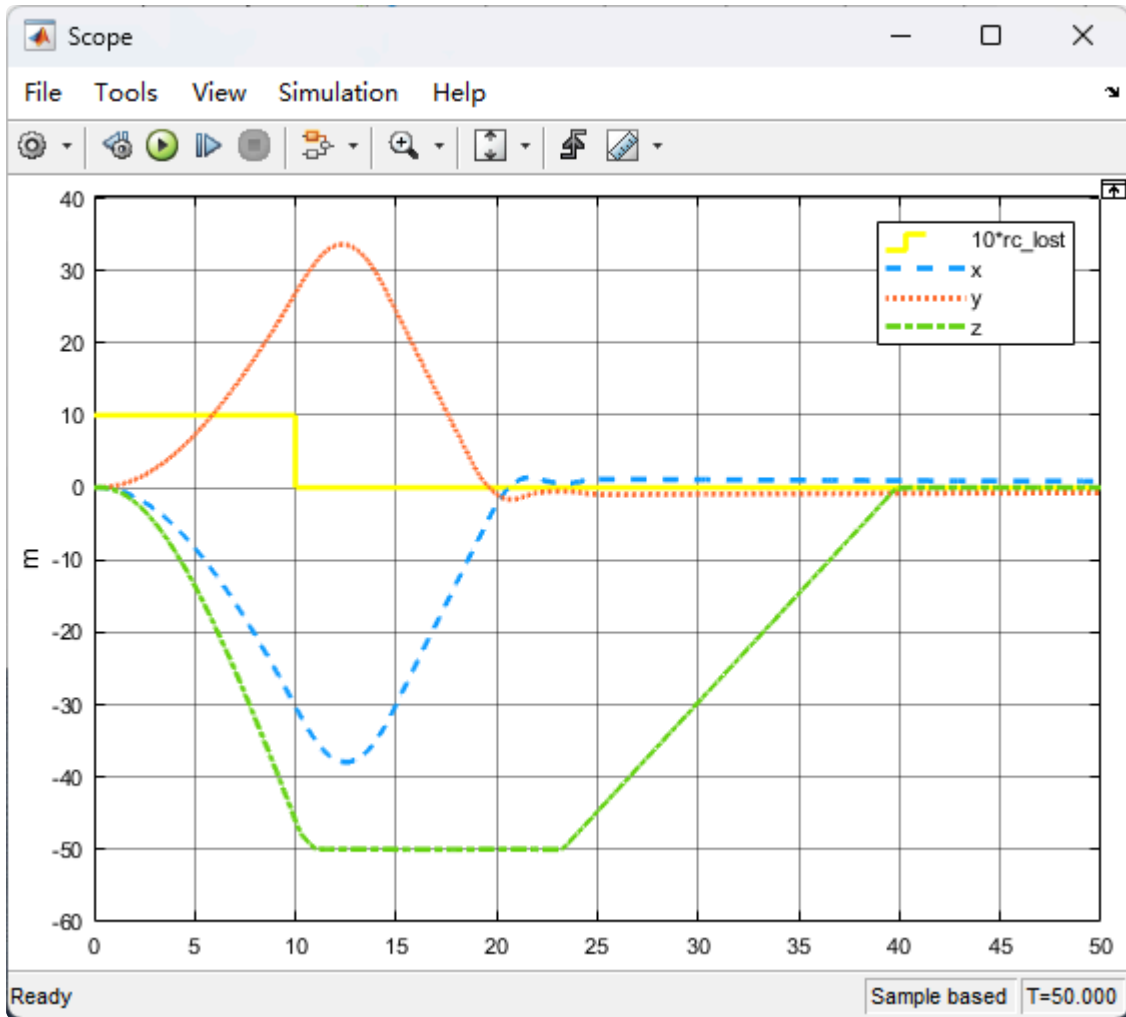 Scope
File Tools View Simulation Help
40
30
20
10
0
-10
-20
-30
-40
-50
-60
m
10*rc_lost
x
y
z
0 5 10 15 20 25 30 35 40 45 50
Ready Sample based T=50.000